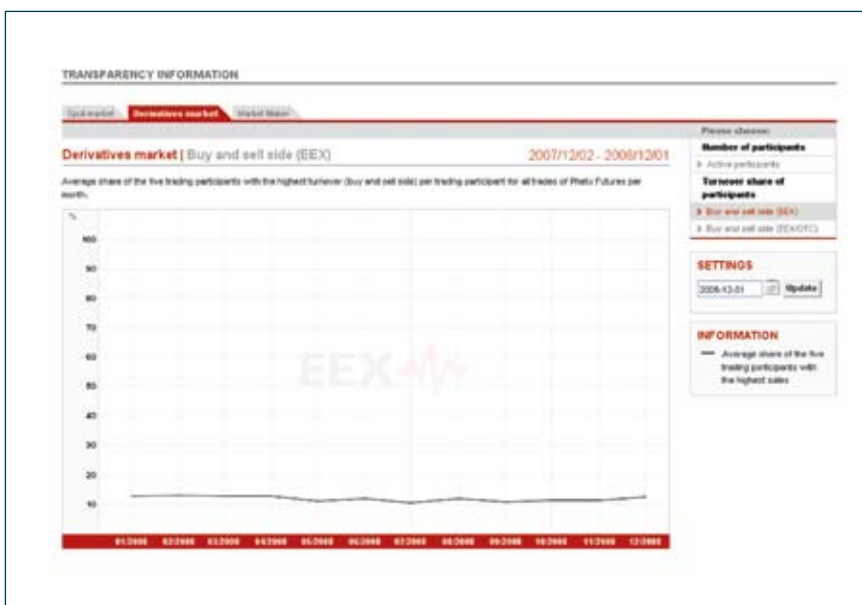 TRANSPARENCY INFORMATION
Spot market Derivatives market Market Maker
Derivatives market | Buy and sell side (EEX) 2007/12/02 - 2008/12/01
Average share of the five trading participants with the highest turnover (buy and sell side) per trading participant for all trades of Phelix Futures per
month.
%
100
90
80
70
60
50
40
30
20
10
EEX
01/2008 02/2008 03/2008 04/2008 05/2008 06/2008 07/2008 08/2008 09/2008 10/2008 11/2008 12/2008
Please choose:
Number of participants
Active participants
Turnover share of
participants
Buy and sell side (EEX)
Buy and sell side (EEX/OTC)
SETTINGS
2008-12-01 Update
INFORMATION
Average share of the five
trading participants with
the highest sales